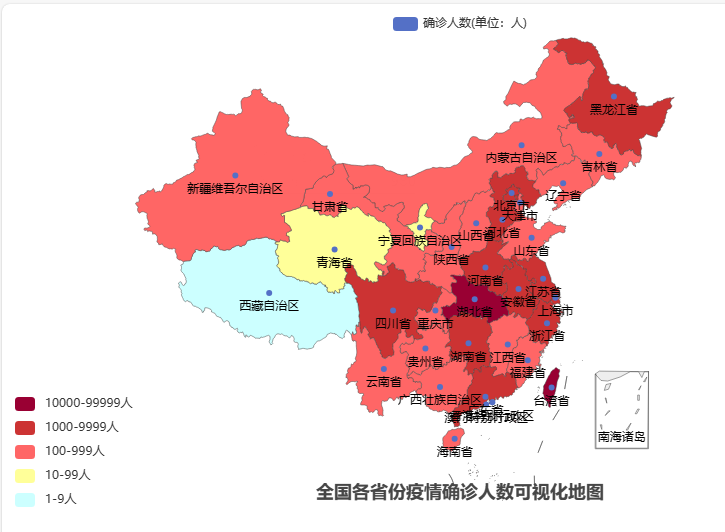 确诊人数(单位：人)
黑龙江省
内蒙古自治区
吉林省
新疆维吾尔自治区
辽宁省
甘肃省
北京市
天津市
宁夏回族自治区
山西省
河北省
山东省
陕西省
青海省
河南省
西藏自治区
江苏省
安徽省
上海市
湖北省
四川省
重庆市
浙江省
湖南省
江西省
贵州省
福建省
云南省
台湾省
广西壮族自治区
澳门特别行政区
南海诸岛
海南省
10000-99999人
1000-9999人
100-999人
10-99人
1-9人
全国各省份疫情确诊人数可视化地图